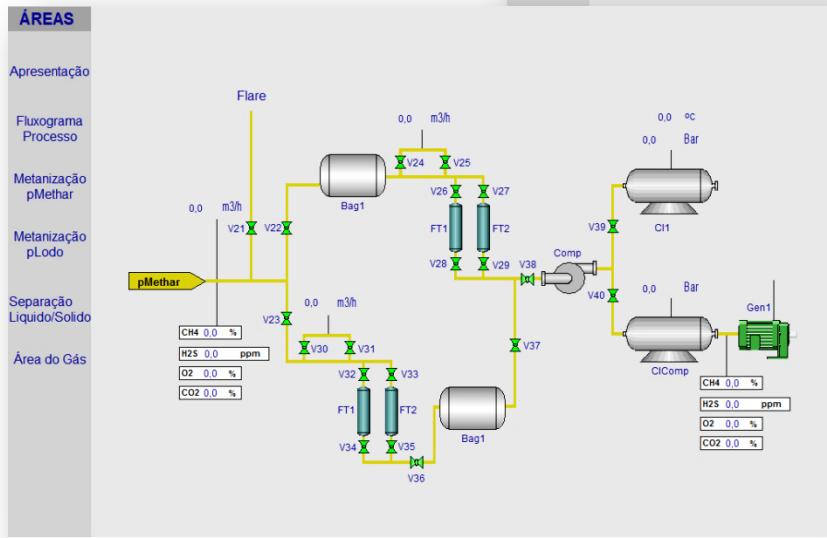 ÁREAS
Apresentação
Fluxograma
Processo
Metanização
pMethar
Metanização
pLodo
Separação
Liquido/Solido
Área do Gás
Flare
0,0 m3/h
V21
V22
pMethar
V23
CH4 0,0 %
H2S 0,0 ppm
O2 0,0 %
CO2 0,0 %
Bag1
0,0 m3/h
V24
V25
V26
V27
FT1
FT2
V28
V29
V38
Comp
0,0 m3/h
V30
V31
V32
V33
FT1
FT2
V34
V35
V36
Bag1
V37
0,0 ºC
0,0 Bar
V39
Cl1
V40
0,0 Bar
ClComp
Gen1
CH4 0,0 %
H2S 0,0 ppm
O2 0,0 %
CO2 0,0 %